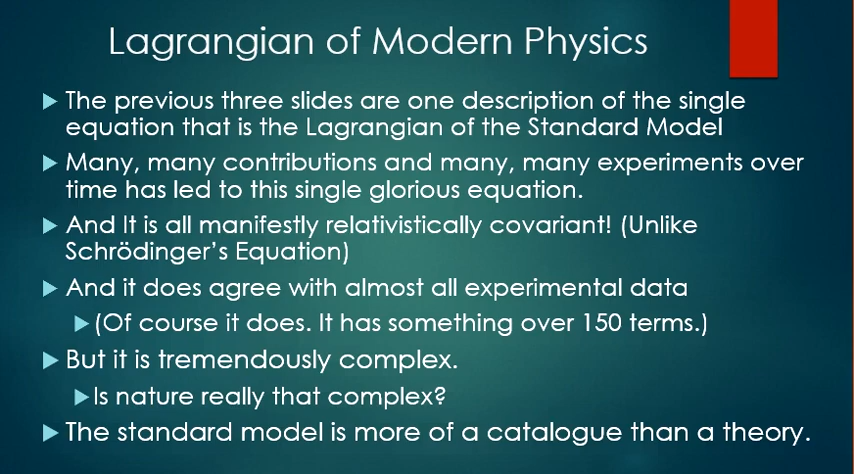 Lagrangian of Modern Physics
The previous three slides are one description of the single
equation that is the Lagrangian of the Standard Model
Many, many contributions and many, many experiments over
time has led to this single glorious equation.
And It is all manifestly relativistically covariant! (Unlike
Schrödinger's Equation)
And it does agree with almost all experimental data
(Of course it does. It has something over 150 terms.)
But it is tremendously complex.
Is nature really that complex?
The standard model is more of a catalogue than a theory.